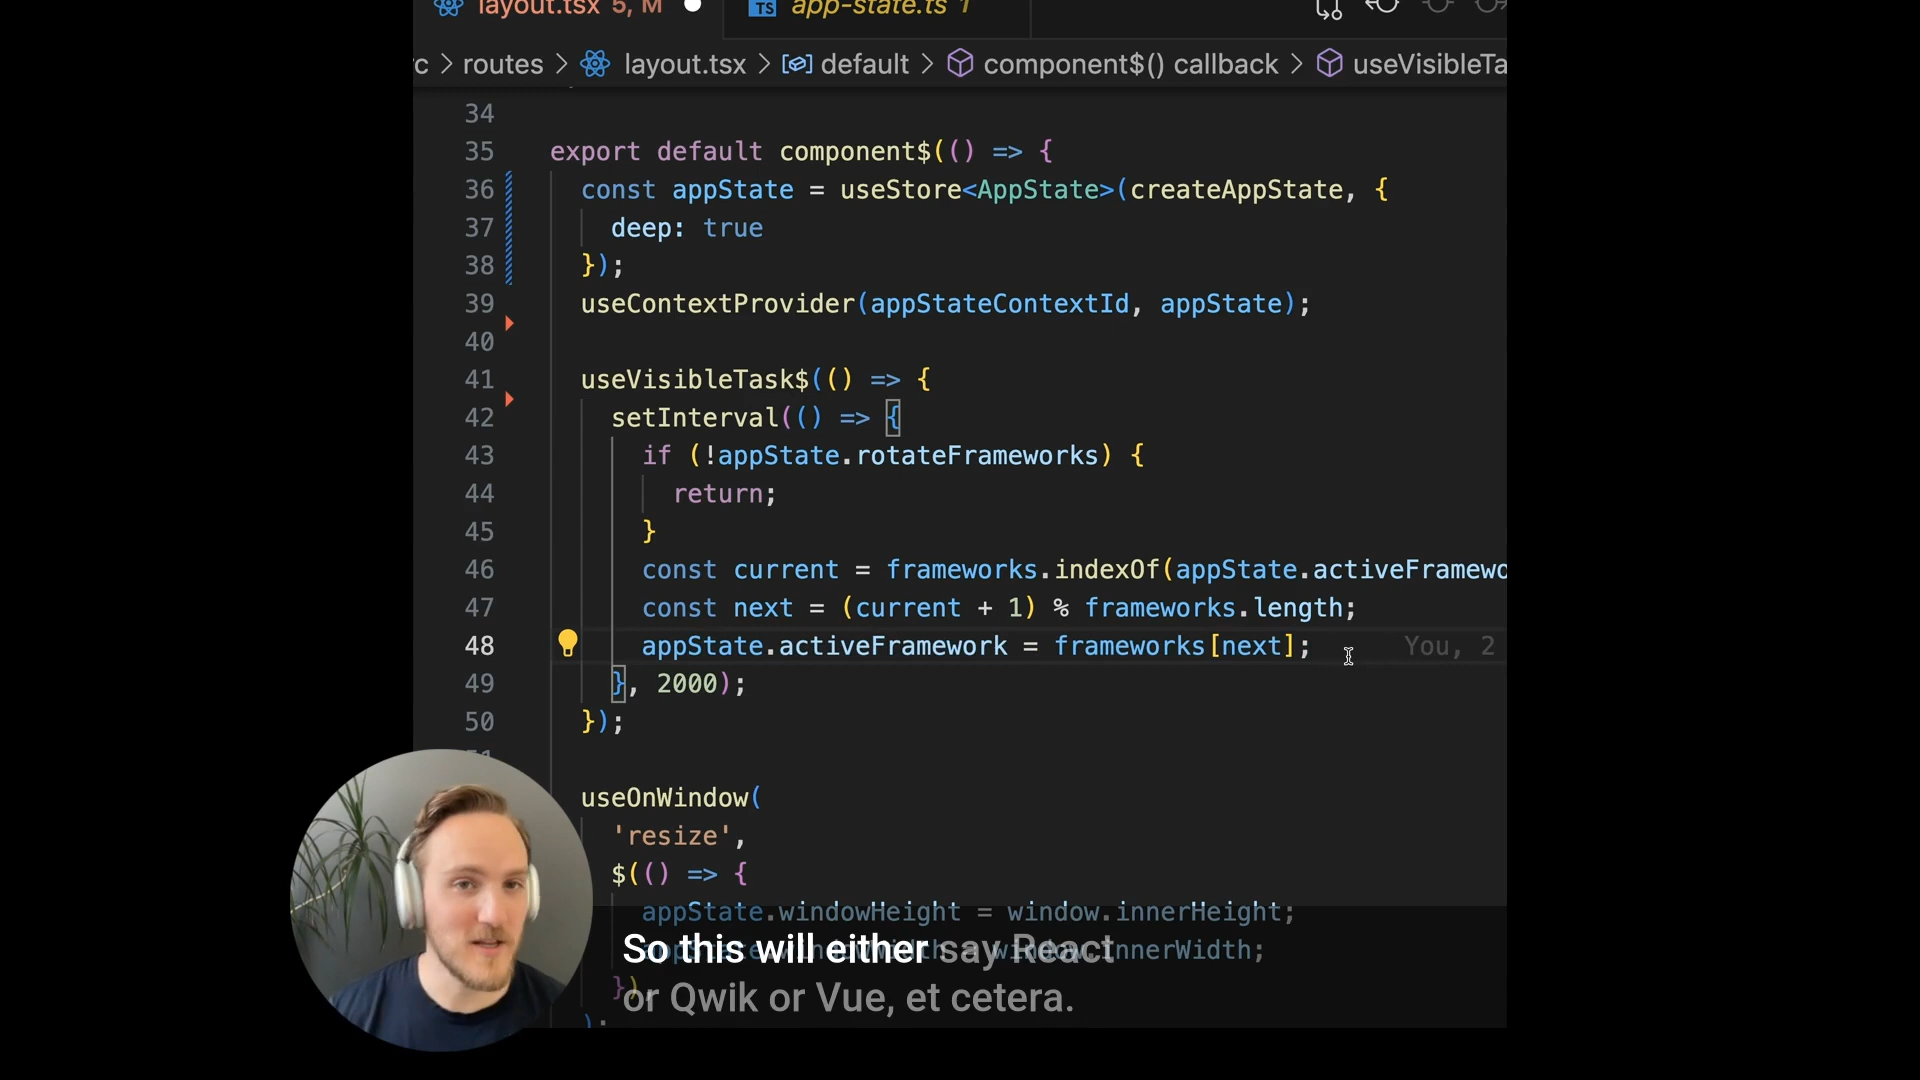 layout.tsx 5, M TS app-state.ts 1
routes > layout.tsx > default > component$() callback > useVisibleTa
34
35 export default component$(() => {
36 const appState = useStore<AppState>(createAppState, {
37 deep: true
38 });
39 useContextProvider(appStateContextId, appState);
40
41 useVisibleTask$(() => {
42 setInterval(() => {
43 if (!appState.rotateFrameworks) {
44 return;
45 }
46 const current = frameworks.indexOf(appState.activeFramewo
47 const next = (current + 1) % frameworks.length;
48 appState.activeFramework = frameworks[next]; You, 2
49 }, 2000);
50 });
useOnWindow(
'resize',
$(() => {
appState.windowHeight = window.innerHeight;
So this will either say React
or Qwik or Vue, et cetera.